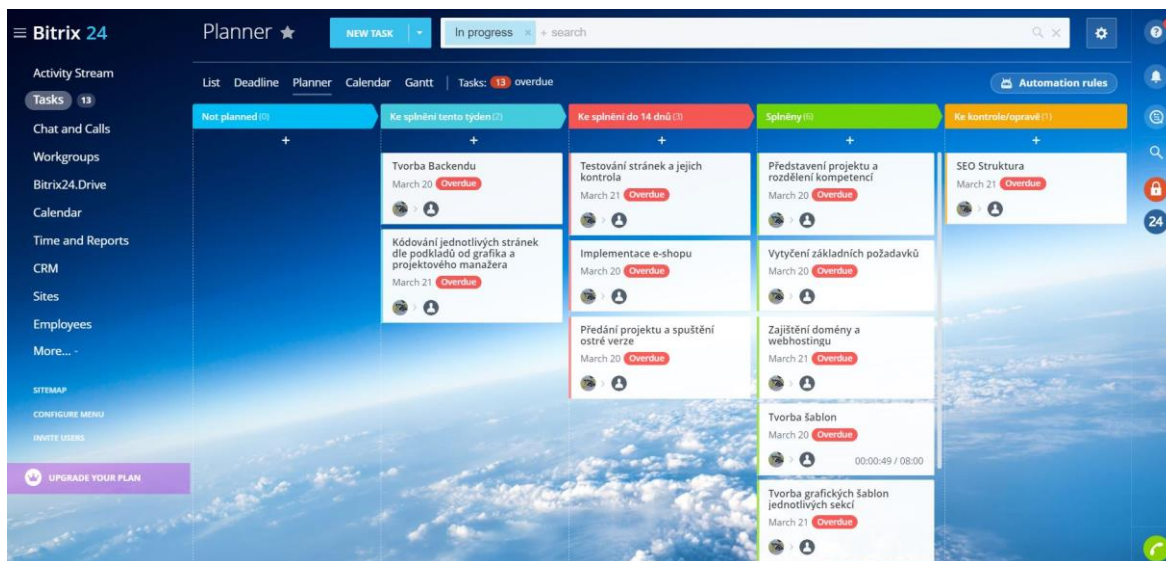 Bitrix 24
Planner
NEW TASK
In progress × + search
Activity Stream
Tasks 13
Chat and Calls
Workgroups
Bitrix24.Drive
Calendar
Time and Reports
CRM
Sites
Employees
More... -
SITEMAP
CONFIGURE MENU
INVITE USERS
UPGRADE YOUR PLAN
List Deadline Planner Calendar Gantt | Tasks: 13 overdue
Automation rules
Not planned (0)
+
Ke splnění tento týden (2)
+
Tvorba Backendu
March 20 Overdue
Kódování jednotlivých stránek
dle podkladů od grafika a
projektového manažera
March 21 Overdue
Ke splnění do 14 dnů (3)
+
Testování stránek a jejich
kontrola
March 21 Overdue
Implementace e-shopu
March 20 Overdue
Předání projektu a spuštění
ostré verze
March 20 Overdue
Splněny (6)
+
Představení projektu a
rozdělení kompetencí
March 20 Overdue
Vytyčení základních požadavků
March 20 Overdue
Zajištění domény a
webhostingu
March 21 Overdue
Tvorba šablon
March 20 Overdue
00:00:49 / 08:00
Tvorba grafických šablon
jednotlivých sekcí
March 21 Overdue
Ke kontrole/opravě (1)
+
SEO Struktura
March 21 Overdue
24